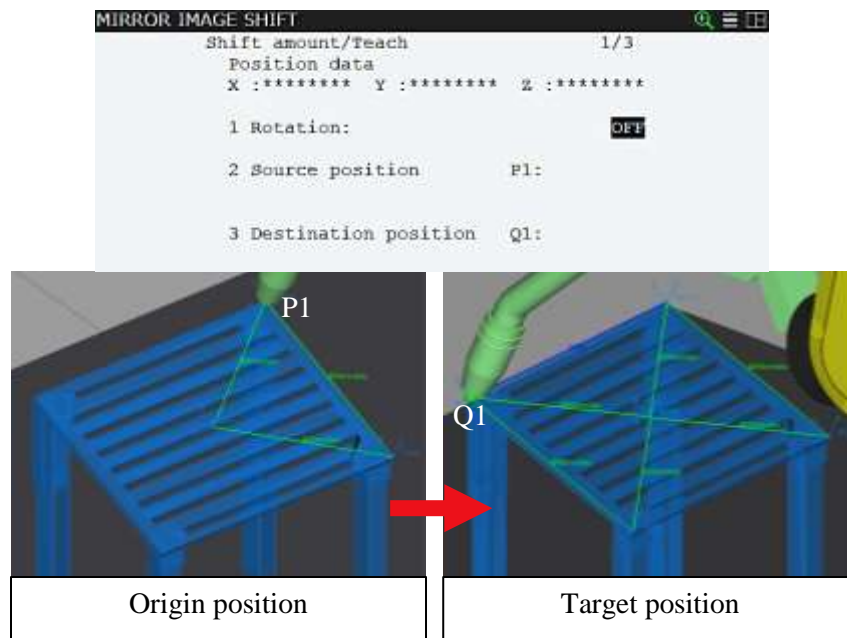 MIRROR IMAGE SHIFT
Shift amount/Teach 1/3
Position data
X :******** Y :******** Z :********
1 Rotation: OFF
2 Source position P1:
3 Destination position Q1:
P1
Q1
Origin position
Target position